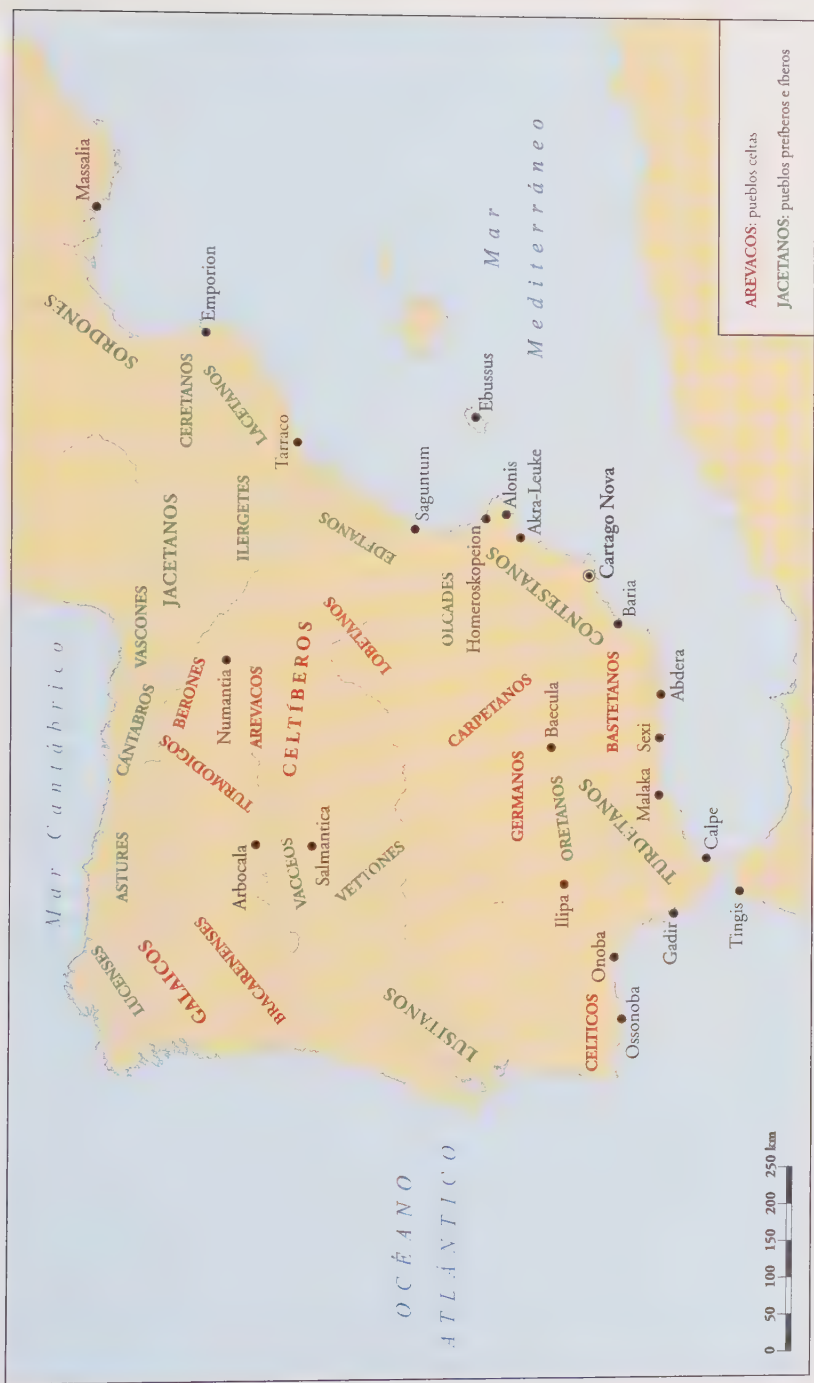 Mar Cantábrico
Massalia
SORDONES
Emporion
CERETANOS
LACETANOS
Tarraco
JACETANOS
ILERGETES
VASCONES
CÁNTABROS
BERONES
TURMODIGOS
Numantia
AREVACOS
CELTÍBEROS
LOBETANOS
EDETANOS
Saguntum
ASTURES
LUCENSES
GALAICOS
BRACARENENSES
Arbocala
VACCEOS
Salmantica
VETTONES
LUSITANOS
CARPETANOS
OLCADES
Homeroskopeion
Alonis
Akra-Leuke
CONTESTANOS
Ebussus
Mar
Mediterráneo
Cartago Nova
Baria
GERMANOS
Baecula
ORETANOS
BASTETANOS
Abdera
Sexi
Malaka
TURDETANOS
Ilipa
Calpe
Tingis
Gadir
Onoba
CELTICOS
Ossonoba
OCÉANO
ATLÁNTICO
0 50 100 150 200 250 km
AREVACOS: pueblos celtas
JACETANOS: pueblos preíberos e íberos